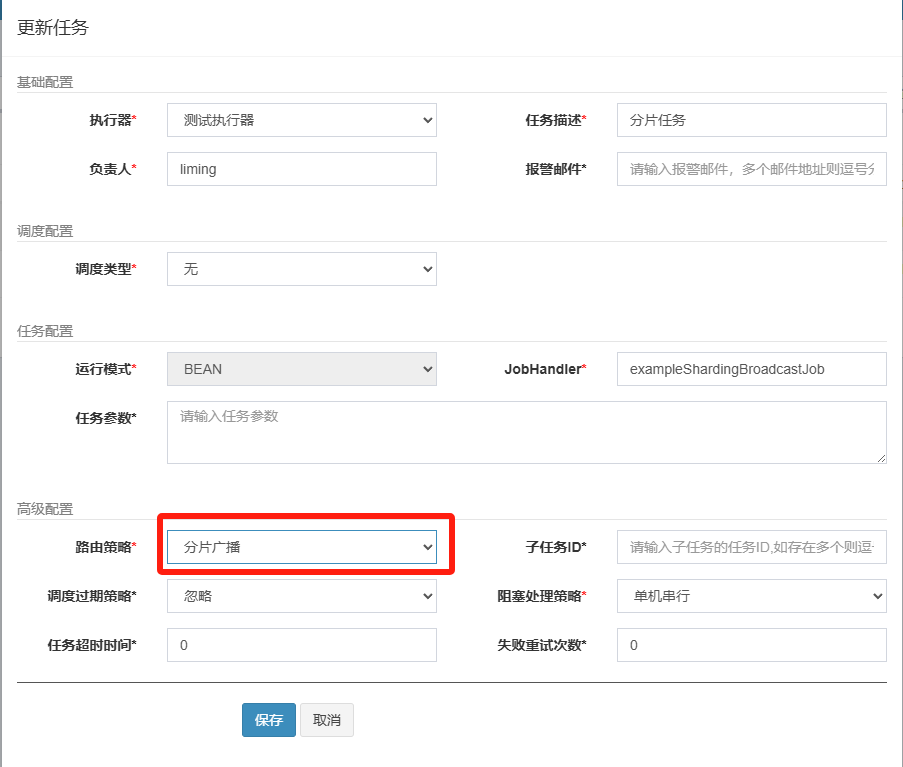 更新任务
基础配置
执行器* 测试执行器 任务描述* 分片任务
负责人* liming 报警邮件* 请输入报警邮件，多个邮件地址则逗号分
调度配置
调度类型* 无
任务配置
运行模式* BEAN JobHandler* exampleShardingBroadcastJob
任务参数* 请输入任务参数
高级配置
路由策略* 分片广播 子任务ID* 请输入子任务的任务ID,如存在多个则逗
调度过期策略* 忽略 阻塞处理策略* 单机串行
任务超时时间* 0 失败重试次数* 0
保存 取消